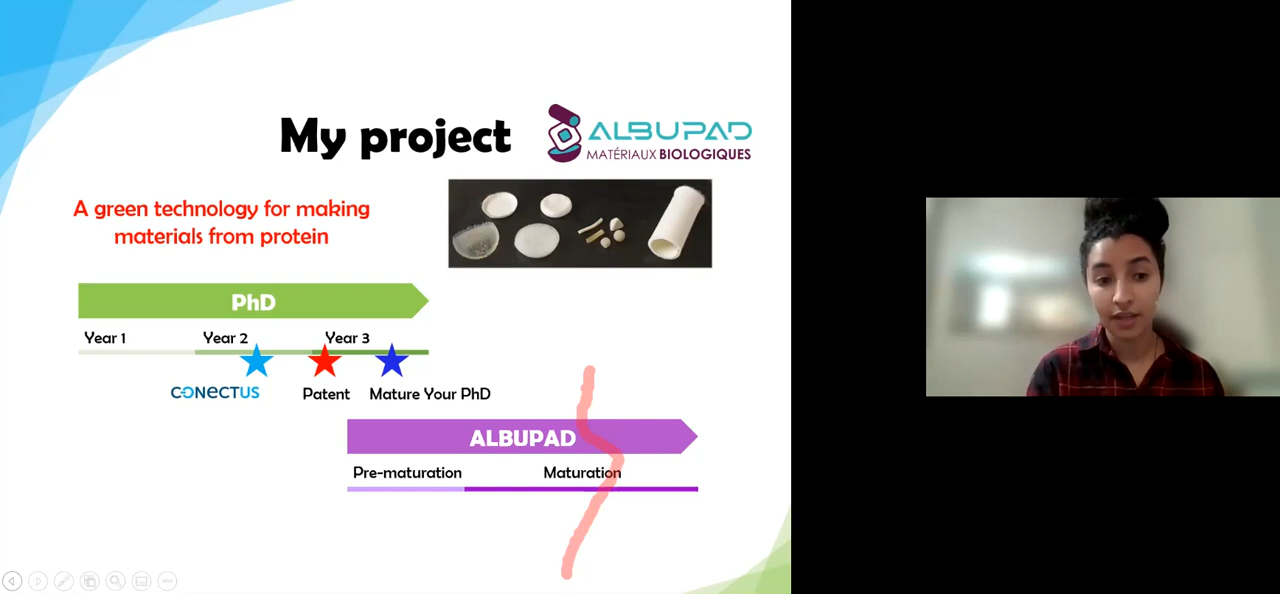 My project
ALBUPAD
MATÉRIAUX BIOLOGIQUES
A green technology for making
materials from protein
PhD
Year 1 Year 2 Year 3
CONECTUS Patent Mature Your PhD
ALBUPAD
Pre-maturation Maturation